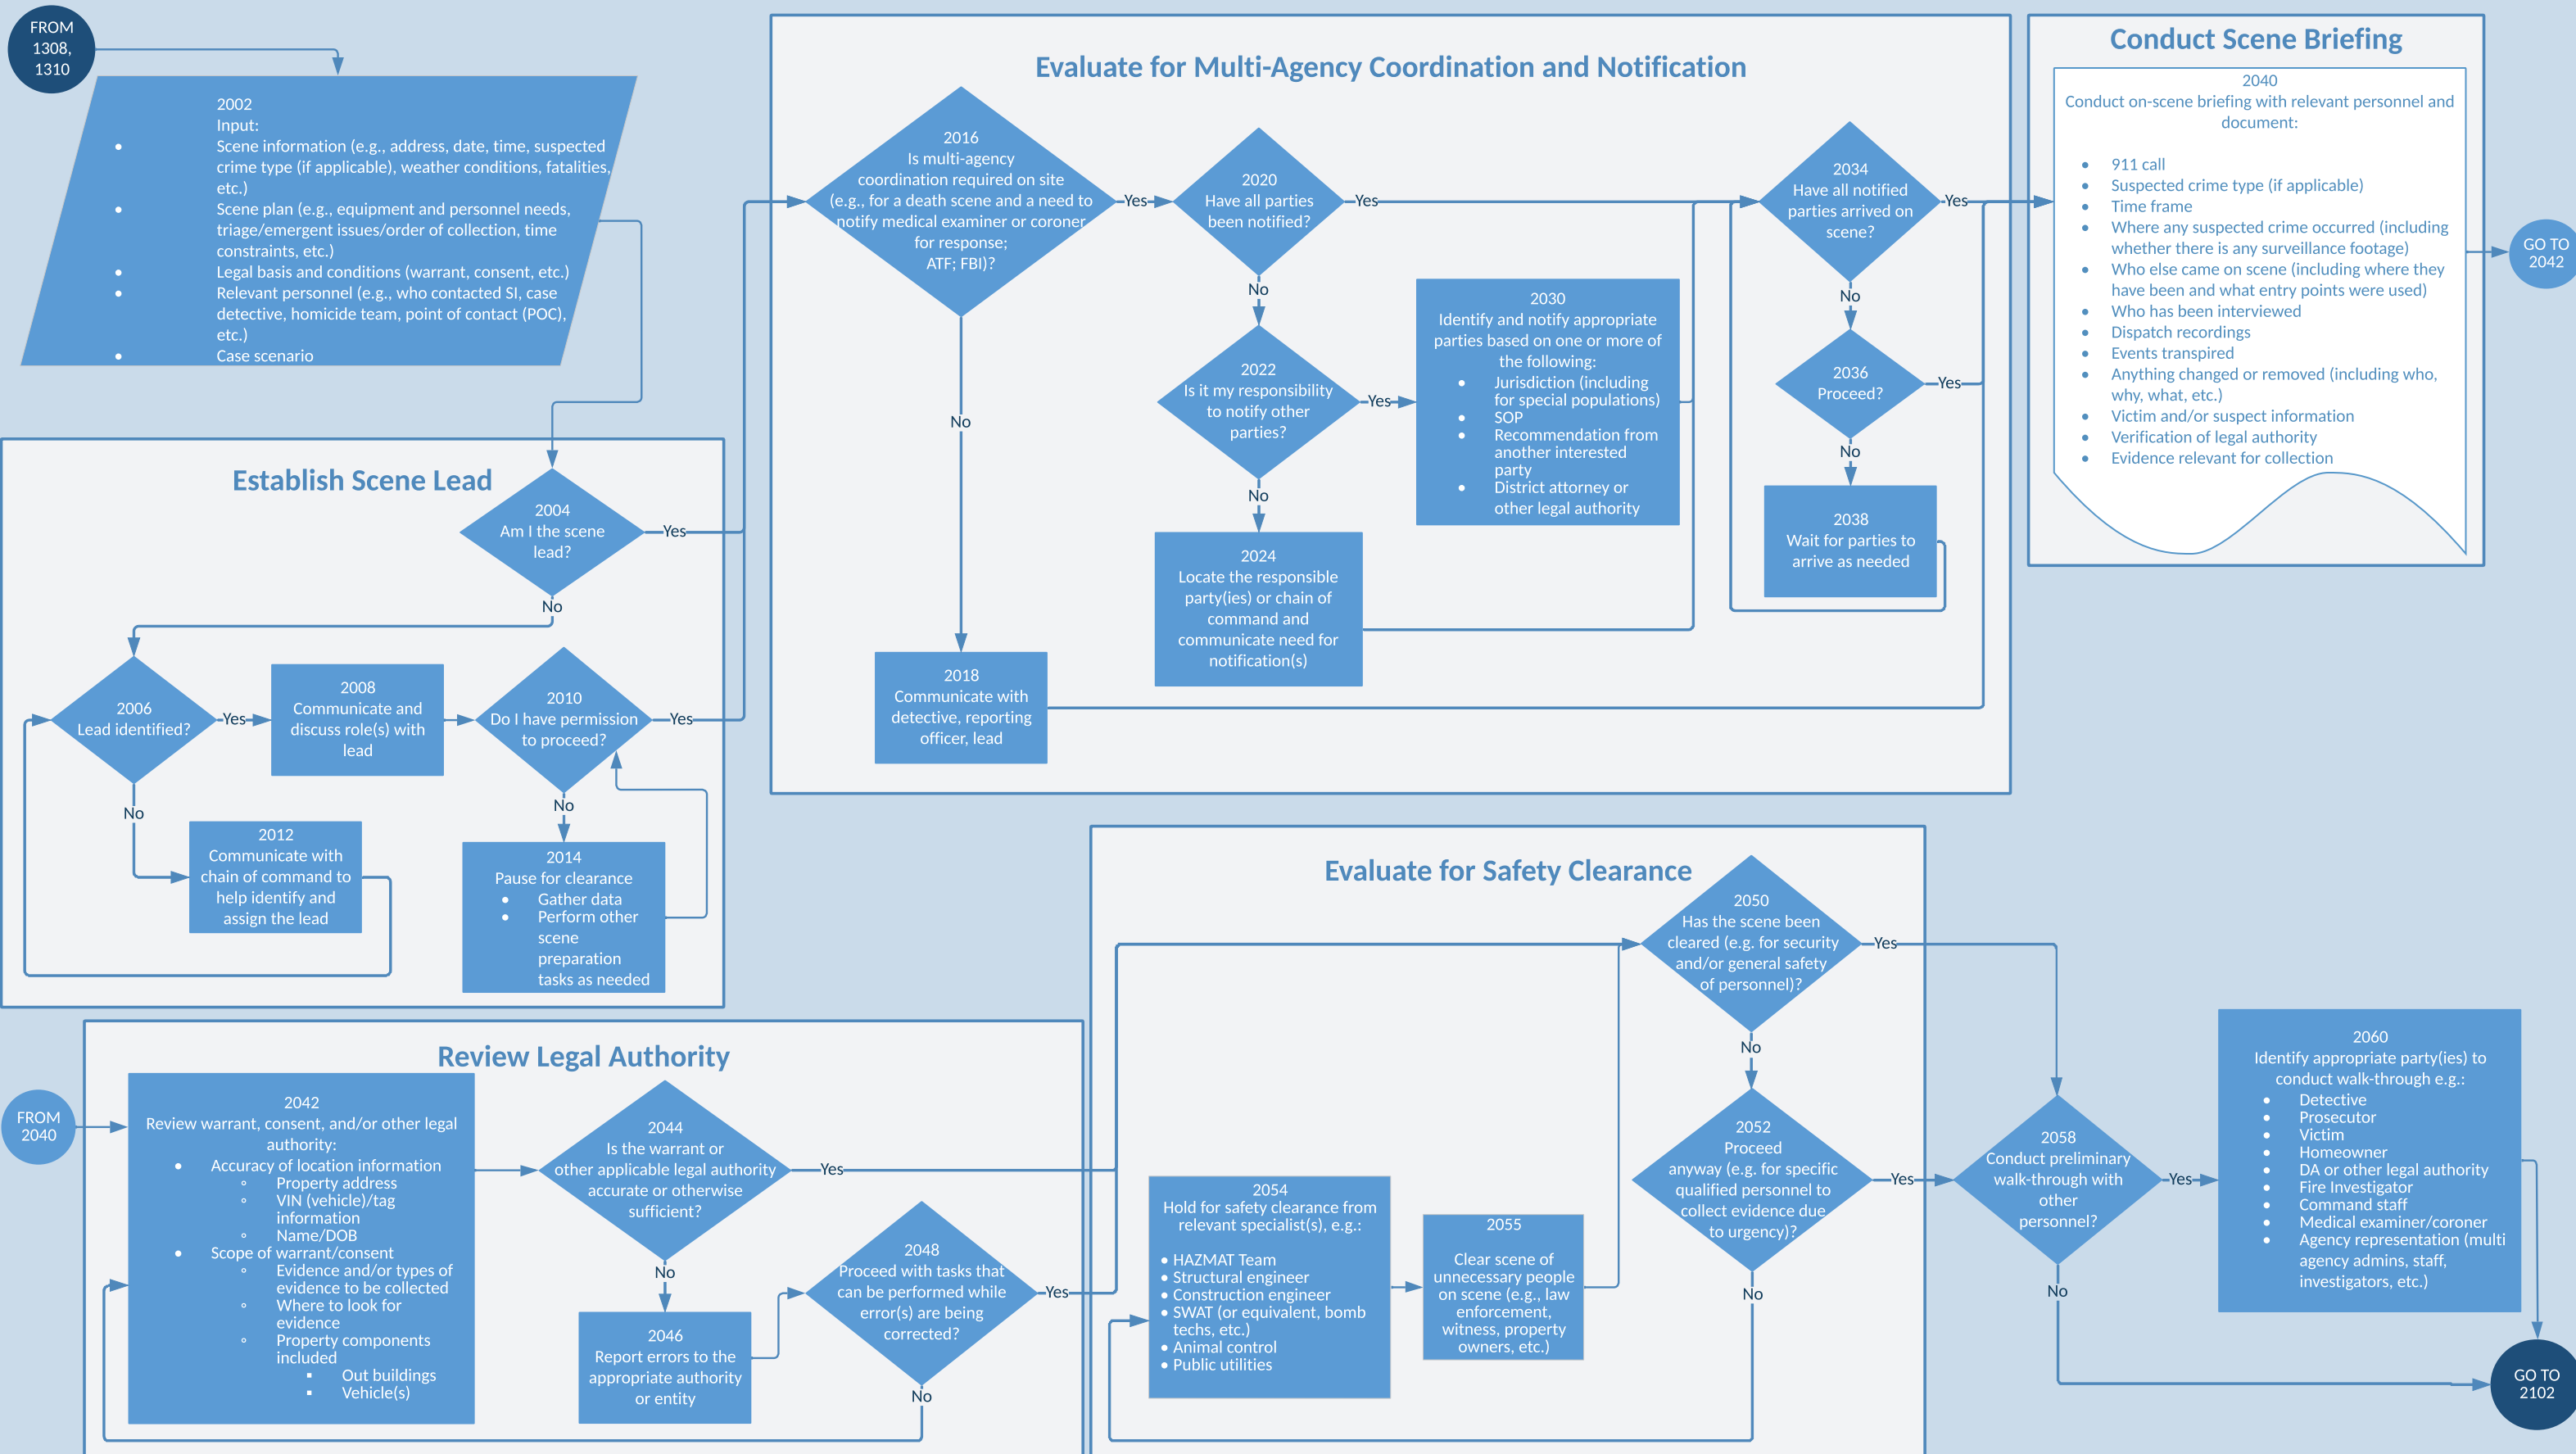 FROM
1308,
1310
2002
Input:
• Scene information (e.g., address, date, time, suspected
crime type (if applicable), weather conditions, fatalities,
etc.)
• Scene plan (e.g., equipment and personnel needs,
triage/emergent issues/order of collection, time
constraints, etc.)
• Legal basis and conditions (warrant, consent, etc.)
• Relevant personnel (e.g., who contacted SI, case
detective, homicide team, point of contact (POC),
etc.)
• Case scenario
Establish Scene Lead
2004
Am I the scene
lead?
Yes
No
2006
Lead identified?
Yes
No
2008
Communicate and
discuss role(s) with
lead
2010
Do I have permission
to proceed?
Yes
No
2012
Communicate with
chain of command to
help identify and
assign the lead
2014
Pause for clearance
• Gather data
• Perform other
scene
preparation
tasks as needed
Evaluate for Multi-Agency Coordination and Notification
2016
Is multi-agency
coordination required on site
(e.g., for a death scene and a need to
notify medical examiner or coroner
for response;
ATF; FBI)?
Yes
No
2018
Communicate with
detective, reporting
officer, lead
2020
Have all parties
been notified?
Yes
No
2022
Is it my responsibility
to notify other
parties?
Yes
No
2024
Locate the responsible
party(ies) or chain of
command and
communicate need for
notification(s)
2030
Identify and notify appropriate
parties based on one or more of
the following:
• Jurisdiction (including
for special populations)
• SOP
• Recommendation from
another interested
party
• District attorney or
other legal authority
2034
Have all notified
parties arrived on
scene?
Yes
No
2036
Proceed?
Yes
No
2038
Wait for parties to
arrive as needed
Conduct Scene Briefing
2040
Conduct on-scene briefing with relevant personnel and
document:
• 911 call
• Suspected crime type (if applicable)
• Time frame
• Where any suspected crime occurred (including
whether there is any surveillance footage)
• Who else came on scene (including where they
have been and what entry points were used)
• Who has been interviewed
• Dispatch recordings
• Events transpired
• Anything changed or removed (including who,
why, what, etc.)
• Victim and/or suspect information
• Verification of legal authority
• Evidence relevant for collection
GO TO
2042
Review Legal Authority
FROM
2040
2042
Review warrant, consent, and/or other legal
authority:
• Accuracy of location information
◦ Property address
◦ VIN (vehicle)/tag
information
◦ Name/DOB
• Scope of warrant/consent
◦ Evidence and/or types of
evidence to be collected
◦ Where to look for
evidence
◦ Property components
included
▪ Out buildings
▪ Vehicle(s)
2044
Is the warrant or
other applicable legal authority
accurate or otherwise
sufficient?
Yes
No
2046
Report errors to the
appropriate authority
or entity
2048
Proceed with tasks that
can be performed while
error(s) are being
corrected?
Yes
No
Evaluate for Safety Clearance
2050
Has the scene been
cleared (e.g. for security
and/or general safety
of personnel)?
Yes
No
2052
Proceed
anyway (e.g. for specific
qualified personnel to
collect evidence due
to urgency)?
Yes
No
2054
Hold for safety clearance from
relevant specialist(s), e.g.:
• HAZMAT Team
• Structural engineer
• Construction engineer
• SWAT (or equivalent, bomb
techs, etc.)
• Animal control
• Public utilities
2055
Clear scene of
unnecessary people
on scene (e.g., law
enforcement,
witness, property
owners, etc.)
2058
Conduct preliminary
walk-through with
other
personnel?
Yes
No
2060
Identify appropriate party(ies) to
conduct walk-through e.g.:
• Detective
• Prosecutor
• Victim
• Homeowner
• DA or other legal authority
• Fire Investigator
• Command staff
• Medical examiner/coroner
• Agency representation (multi
agency admins, staff,
investigators, etc.)
GO TO
2102